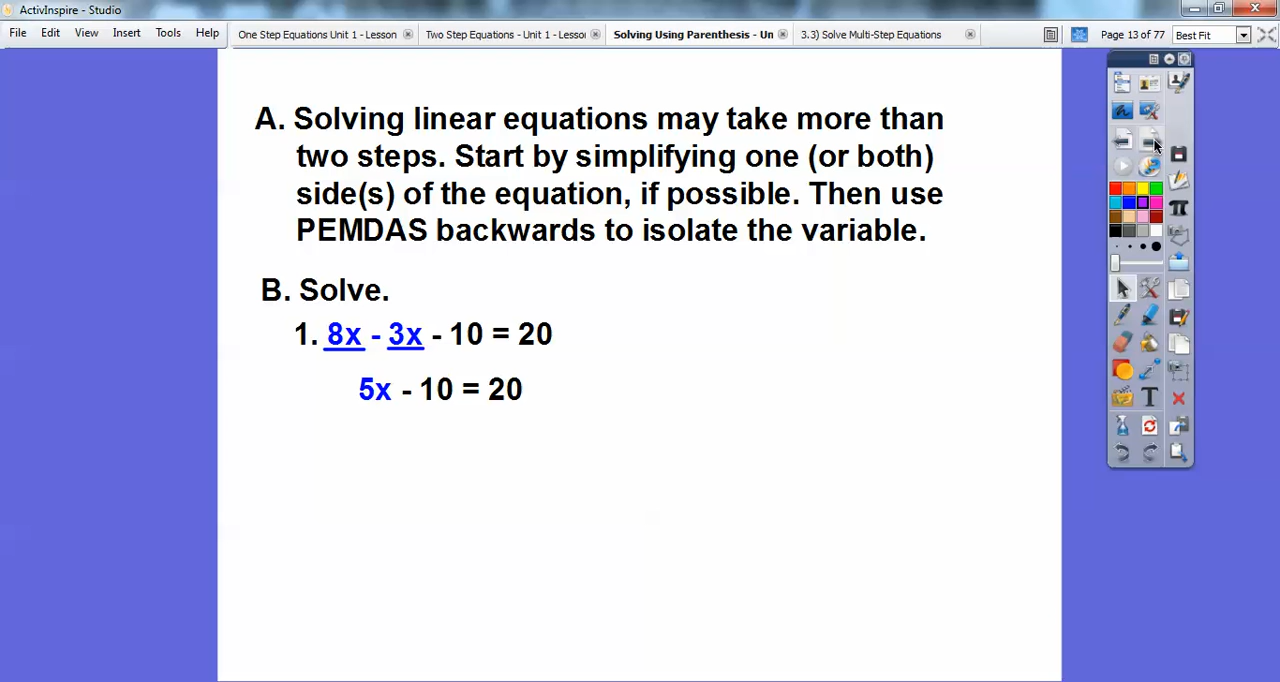 ActivInspire - Studio
File Edit View Insert Tools Help
One Step Equations Unit 1 - Lesson Two Step Equations - Unit 1 - Lessor Solving Using Parenthesis - Un 3.3) Solve Multi-Step Equations Page 13 of 77 Best Fit
A. Solving linear equations may take more than
two steps. Start by simplifying one (or both)
side(s) of the equation, if possible. Then use
PEMDAS backwards to isolate the variable.
B. Solve.
1. 8x - 3x - 10 = 20
5x - 10 = 20